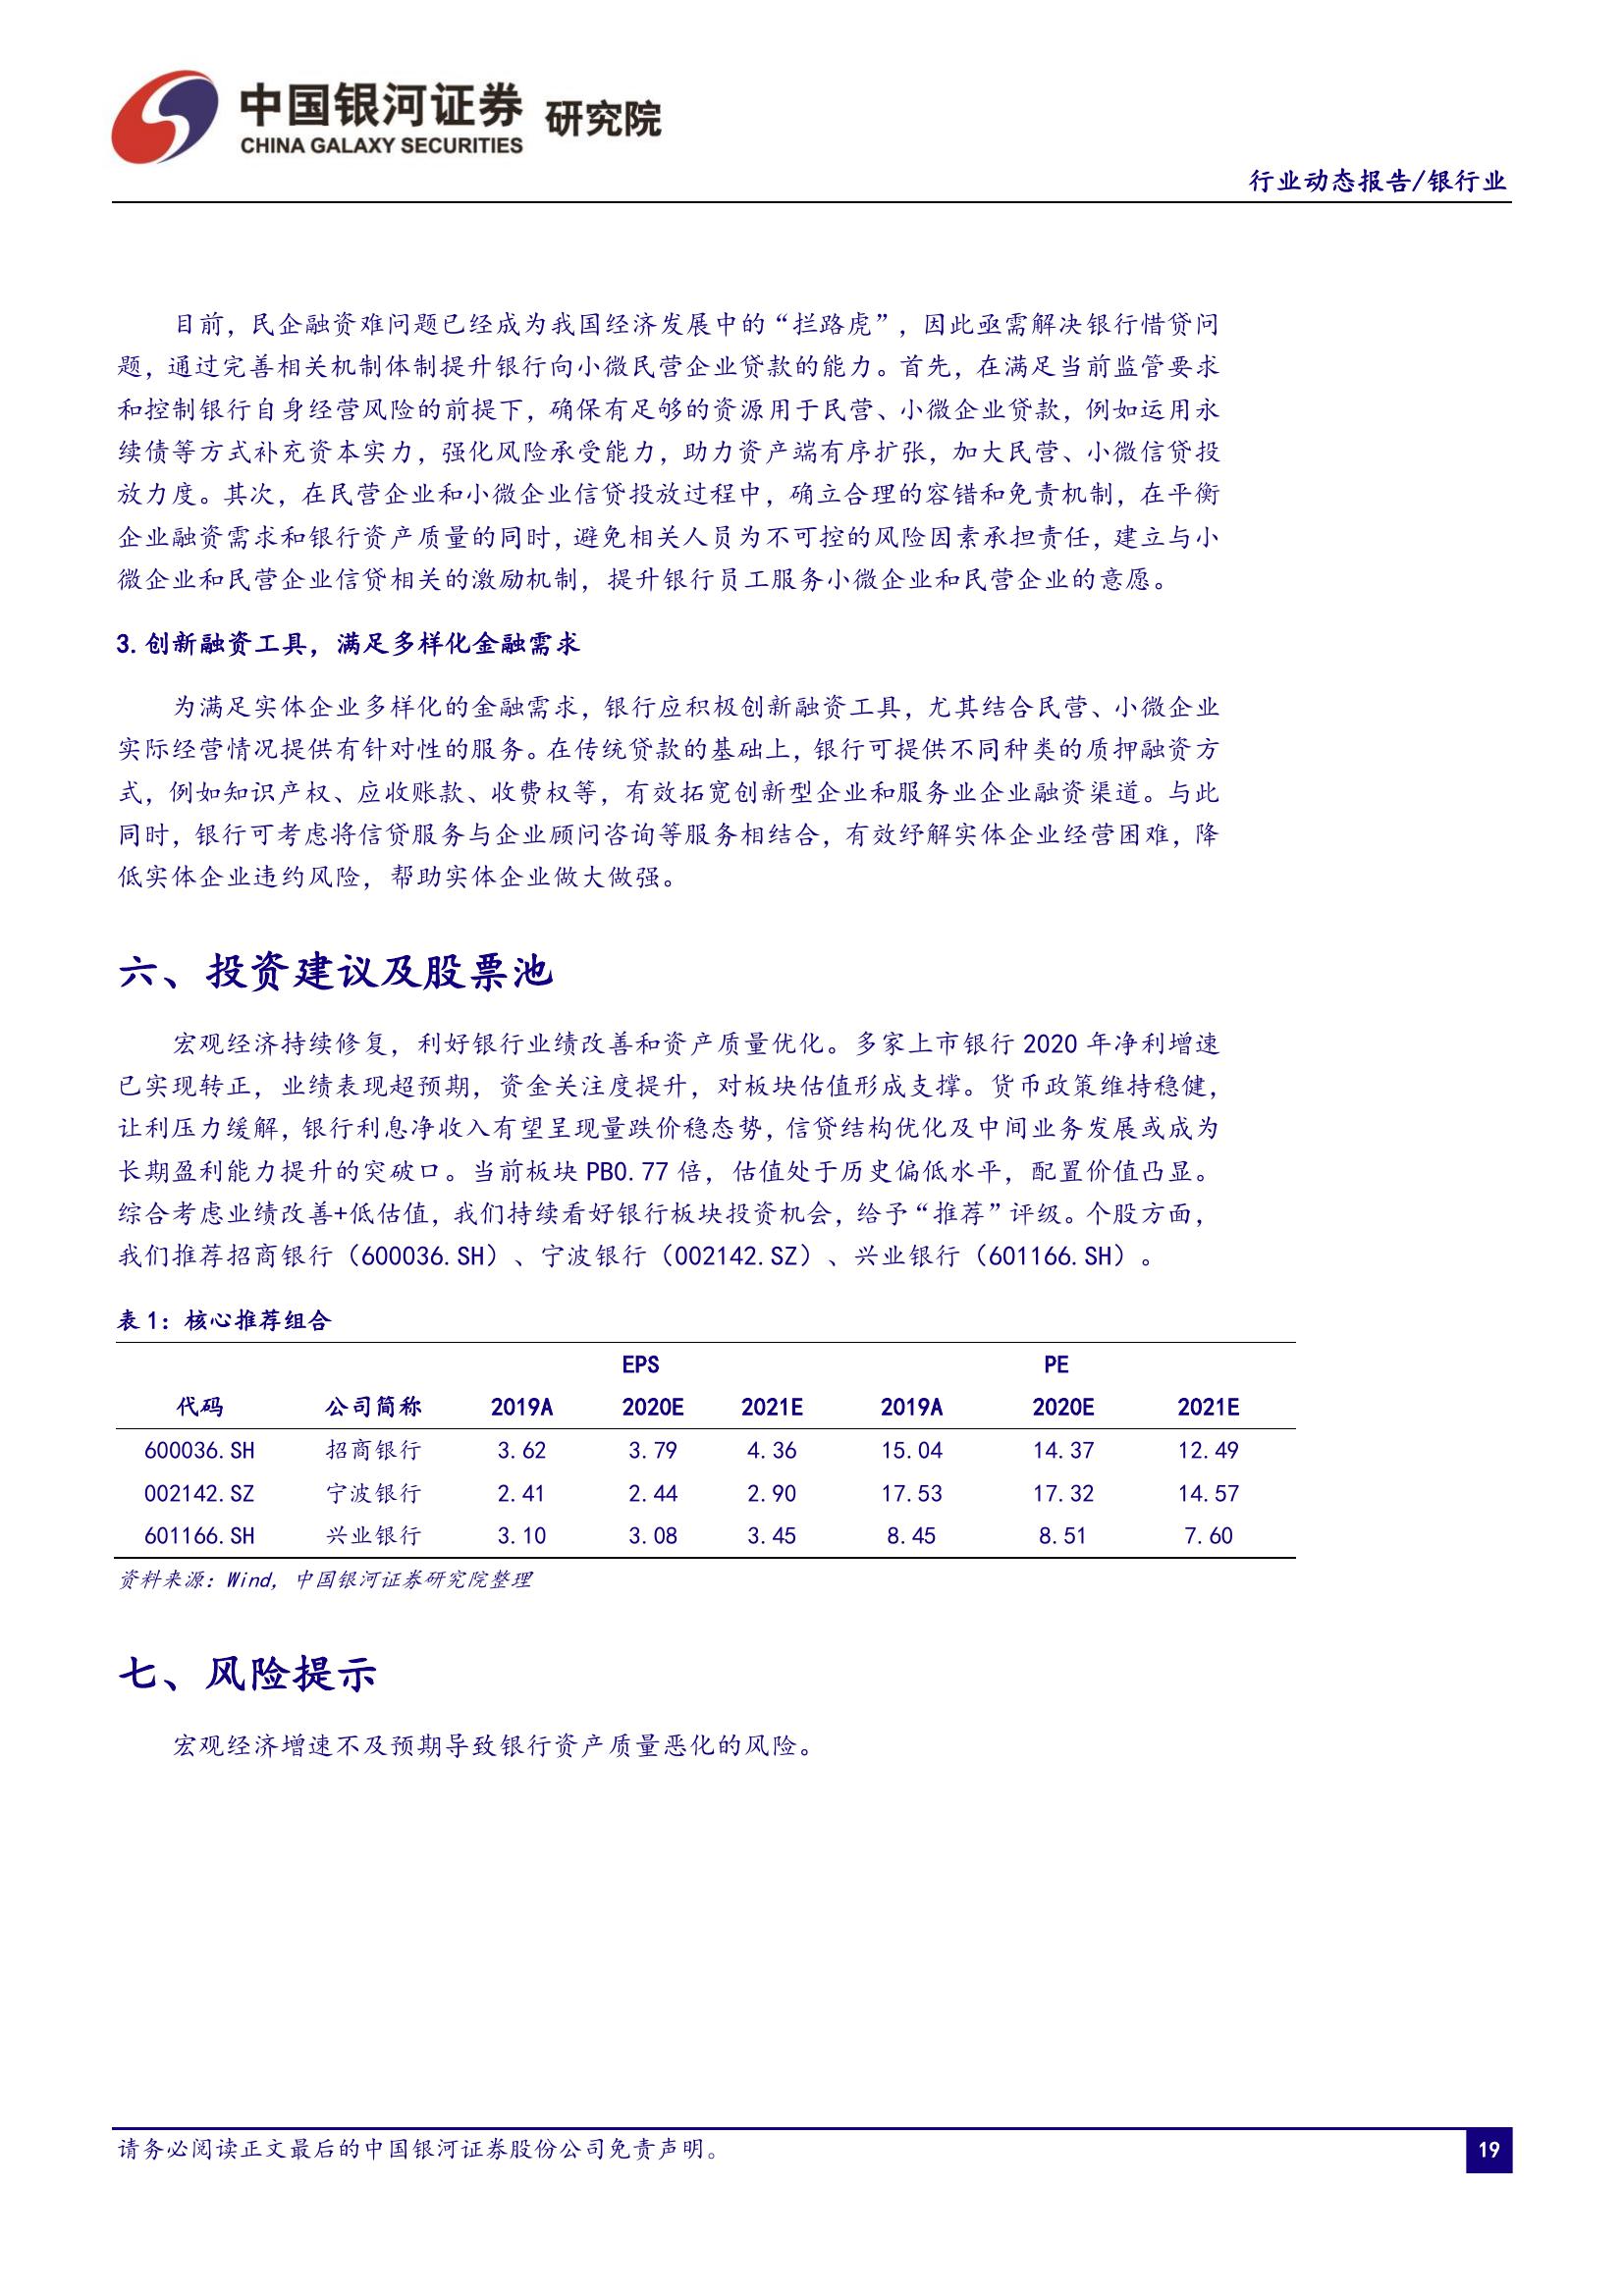 中国银河证券 研究院
CHINA GALAXY SECURITIES
行业动态报告/银行业
目前，民企融资难问题已经成为我国经济发展中的“拦路虎”，因此亟需解决银行惜贷问
题，通过完善相关机制体制提升银行向小微民营企业贷款的能力。首先，在满足当前监管要求
和控制银行自身经营风险的前提下，确保有足够的资源用于民营、小微企业贷款，例如运用永
续债等方式补充资本实力，强化风险承受能力，助力资产端有序扩张，加大民营、小微信贷投
放力度。其次，在民营企业和小微企业信贷投放过程中，确立合理的容错和免责机制，在平衡
企业融资需求和银行资产质量的同时，避免相关人员为不可控的风险因素承担责任，建立与小
微企业和民营企业信贷相关的激励机制，提升银行员工服务小微企业和民营企业的意愿。
3.创新融资工具，满足多样化金融需求
为满足实体企业多样化的金融需求，银行应积极创新融资工具，尤其结合民营、小微企业
实际经营情况提供有针对性的服务。在传统贷款的基础上，银行可提供不同种类的质押融资方
式，例如知识产权、应收账款、收费权等，有效拓宽创新型企业和服务业企业融资渠道。与此
同时，银行可考虑将信贷服务与企业顾问咨询等服务相结合，有效纾解实体企业经营困难，降
低实体企业违约风险，帮助实体企业做大做强。
六、投资建议及股票池
宏观经济持续修复，利好银行业绩改善和资产质量优化。多家上市银行 2020 年净利增速
已实现转正，业绩表现超预期，资金关注度提升，对板块估值形成支撑。货币政策维持稳健，
让利压力缓解，银行利息净收入有望呈现量跌价稳态势，信贷结构优化及中间业务发展或成为
长期盈利能力提升的突破口。当前板块 PB0.77 倍，估值处于历史偏低水平，配置价值凸显。
综合考虑业绩改善+低估值，我们持续看好银行板块投资机会，给予“推荐”评级。个股方面，
我们推荐招商银行（600036.SH）、宁波银行（002142.SZ）、兴业银行（601166.SH）。
表 1：核心推荐组合
EPS PE
代码 公司简称 2019A 2020E 2021E 2019A 2020E 2021E
600036.SH 招商银行 3.62 3.79 4.36 15.04 14.37 12.49
002142.SZ 宁波银行 2.41 2.44 2.90 17.53 17.32 14.57
601166.SH 兴业银行 3.10 3.08 3.45 8.45 8.51 7.60
资料来源：Wind，中国银河证券研究院整理
七、风险提示
宏观经济增速不及预期导致银行资产质量恶化的风险。
请务必阅读正文最后的中国银河证券股份公司免责声明。
19